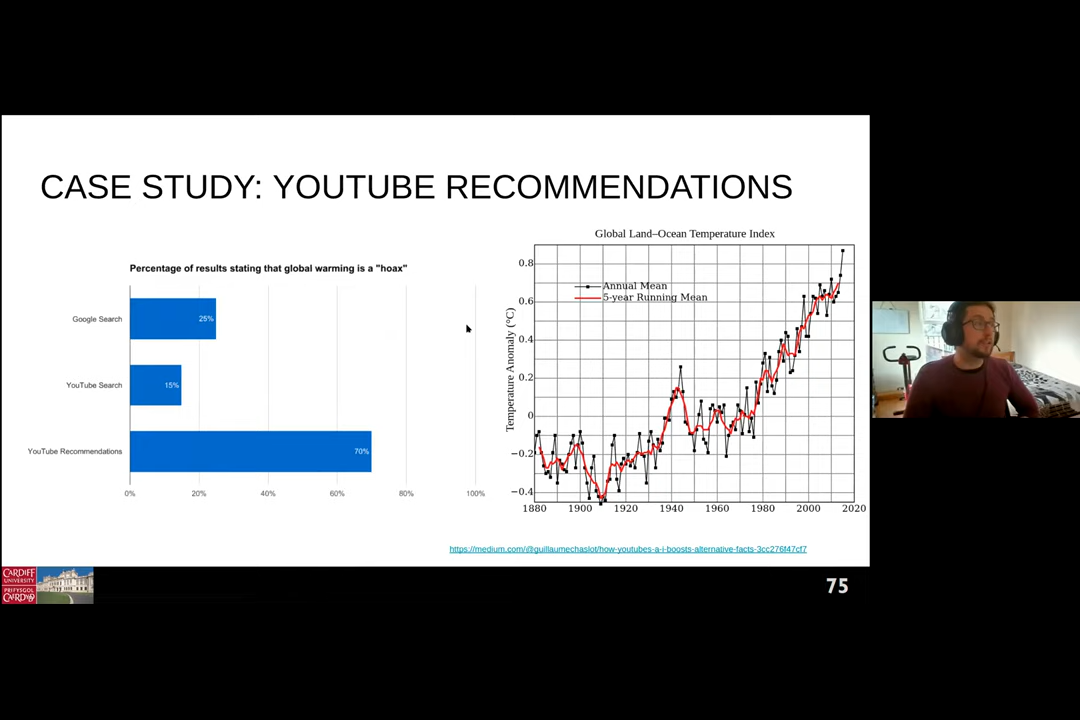 CASE STUDY: YOUTUBE RECOMMENDATIONS
Percentage of results stating that global warming is a "hoax"
Google Search
25%
YouTube Search
15%
YouTube Recommendations
70%
0%
20%
40%
60%
80%
100%
Global Land–Ocean Temperature Index
Annual Mean
5-year Running Mean
Temperature Anomaly (°C)
0.8
0.6
0.4
0.2
0
−0.2
−0.4
1880
1900
1920
1940
1960
1980
2000
2020
https://medium.com/@guillaumechaslot/how-youtubes-a-i-boosts-alternative-facts-3cc276f47cf7
CARDIFF
UNIVERSITY
PRIFYSGOL
CAERDYDD
75